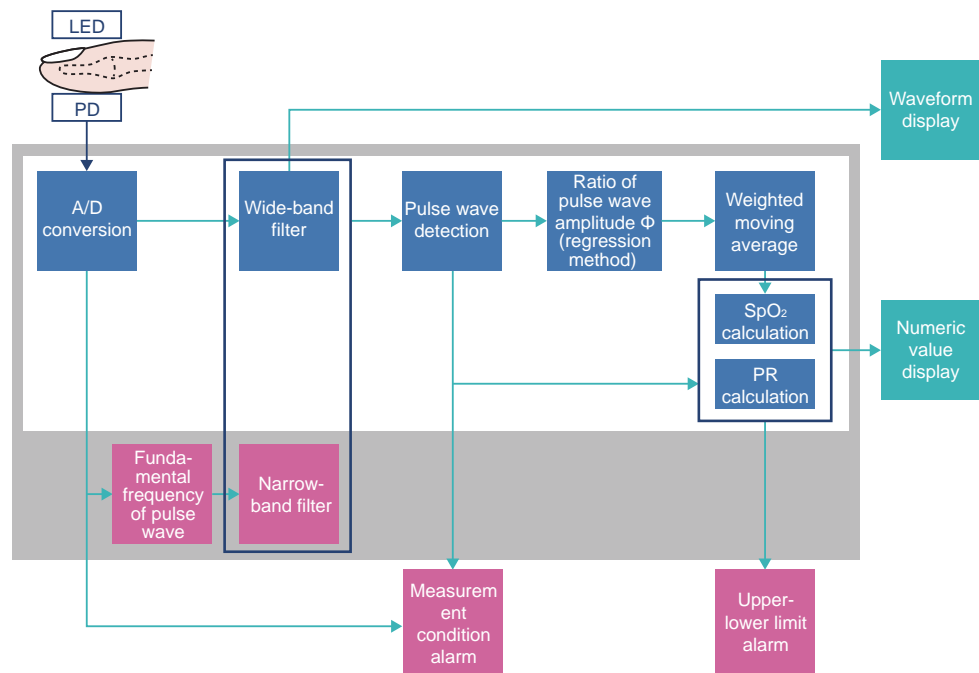 LED
PD
Waveform
display
A/D
conversion
Wide-band
filter
Pulse wave
detection
Ratio of
pulse wave
amplitude Φ
(regression
method)
Weighted
moving
average
SpO₂
calculation
PR
calculation
Numeric
value
display
Funda-
mental
frequency
of pulse
wave
Narrow-
band filter
Measurem
ent
condition
alarm
Upper-
lower limit
alarm